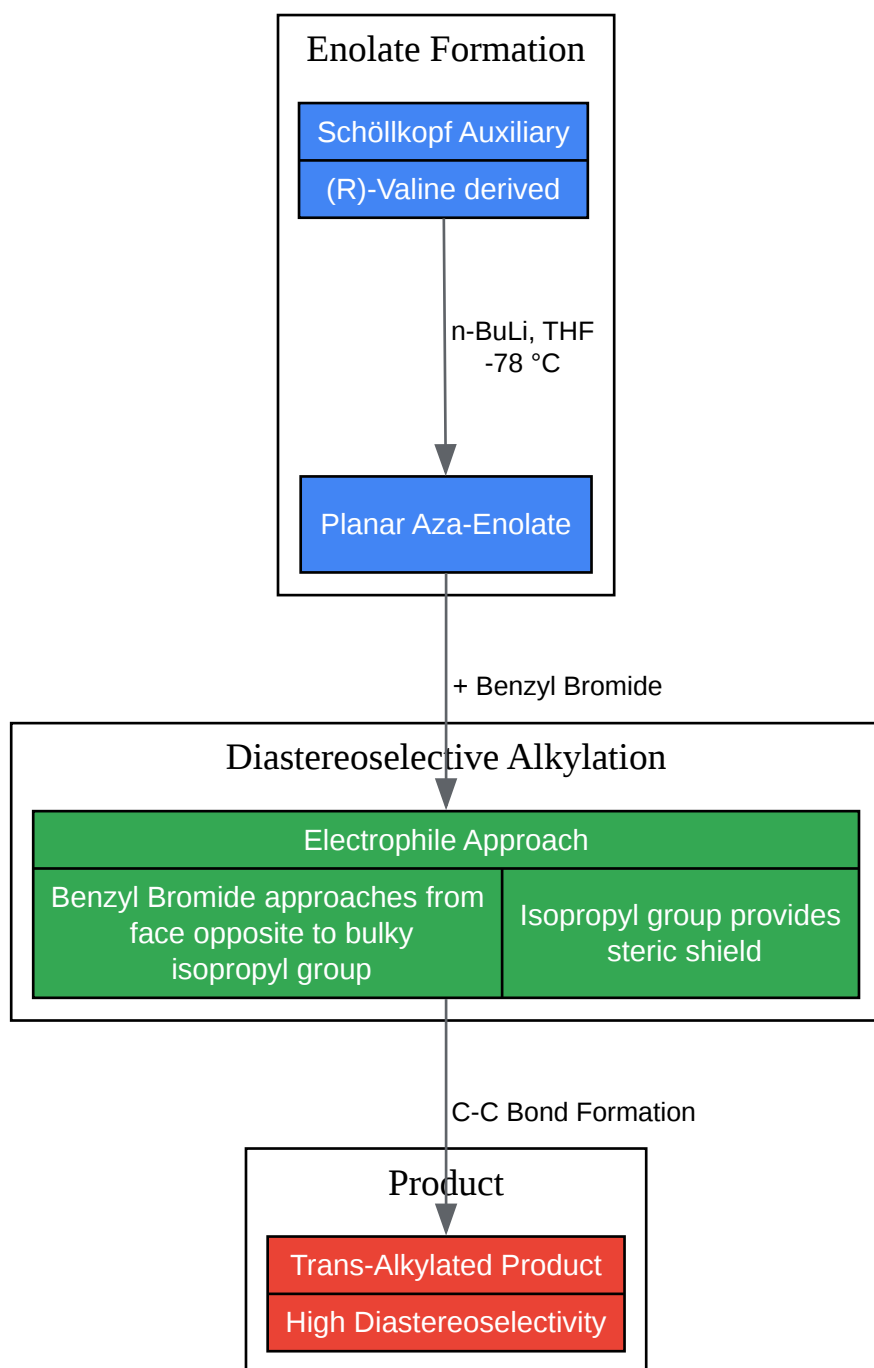 Enolate Formation
Schöllkopf Auxiliary
(R)-Valine derived
n-BuLi, THF
-78 °C
Planar Aza-Enolate
+ Benzyl Bromide
Diastereoselective Alkylation
Electrophile Approach
Benzyl Bromide approaches from
face opposite to bulky
isopropyl group
Isopropyl group provides
steric shield
C-C Bond Formation
Product
Trans-Alkylated Product
High Diastereoselectivity